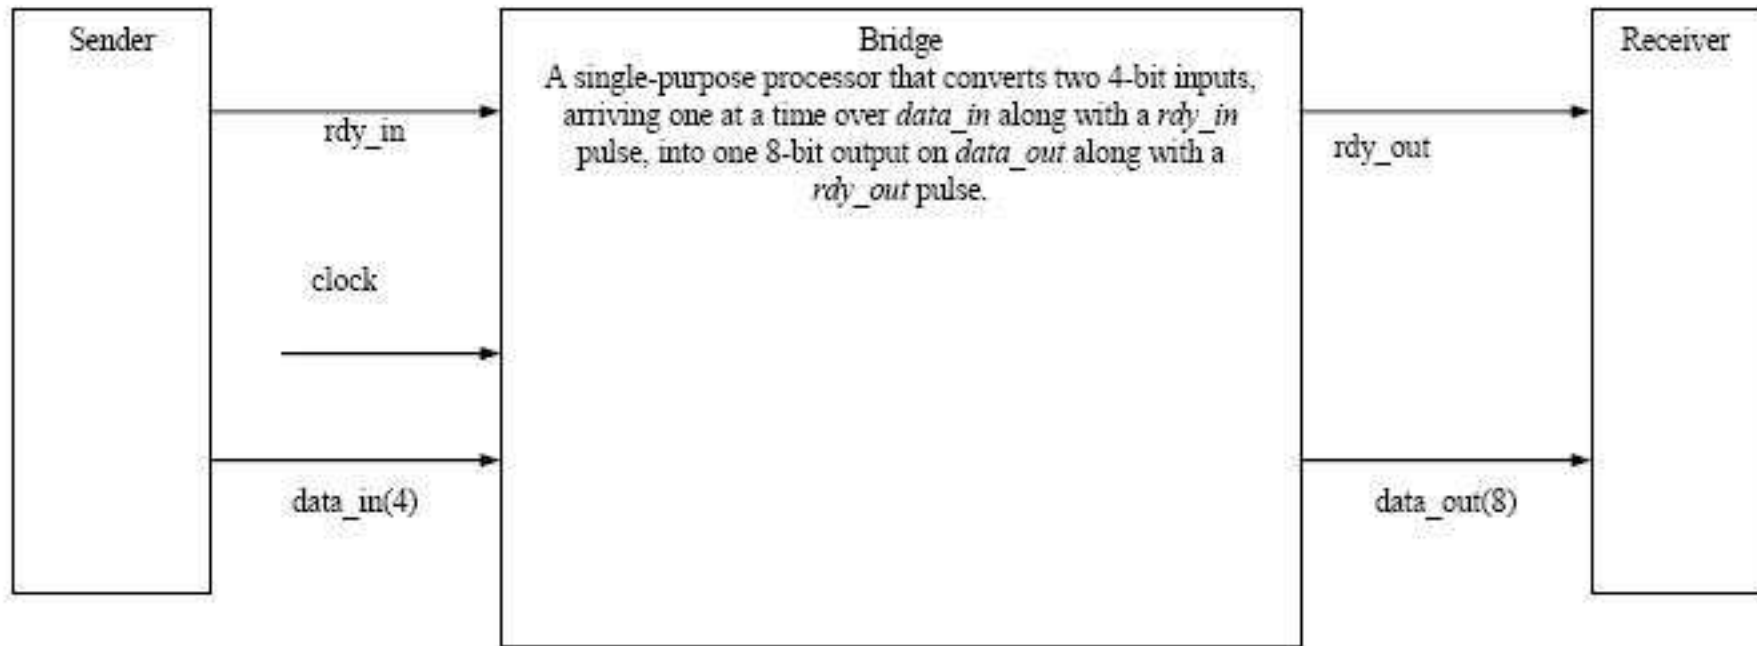 Sender
Bridge
Receiver
A single-purpose processor that converts two 4-bit inputs,
arriving one at a time over data_in along with a rdy_in
pulse, into one 8-bit output on data_out along with a
rdy_out pulse.
rdy_in
rdy_out
clock
data_in(4)
data_out(8)